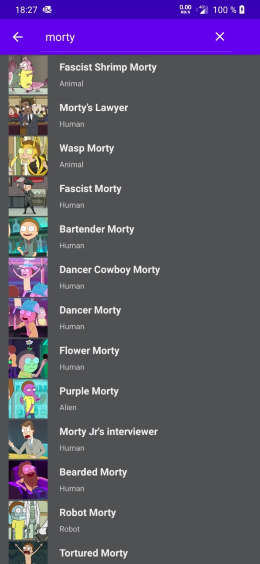 18:27 0.00 KB/s 100 %
morty
Fascist Shrimp Morty
Animal
Morty's Lawyer
Human
Wasp Morty
Animal
Fascist Morty
Human
Bartender Morty
Human
Dancer Cowboy Morty
Human
Dancer Morty
Human
Flower Morty
Human
Purple Morty
Alien
Morty Jr's interviewer
Human
Bearded Morty
Human
Robot Morty
Robot
Tortured Morty